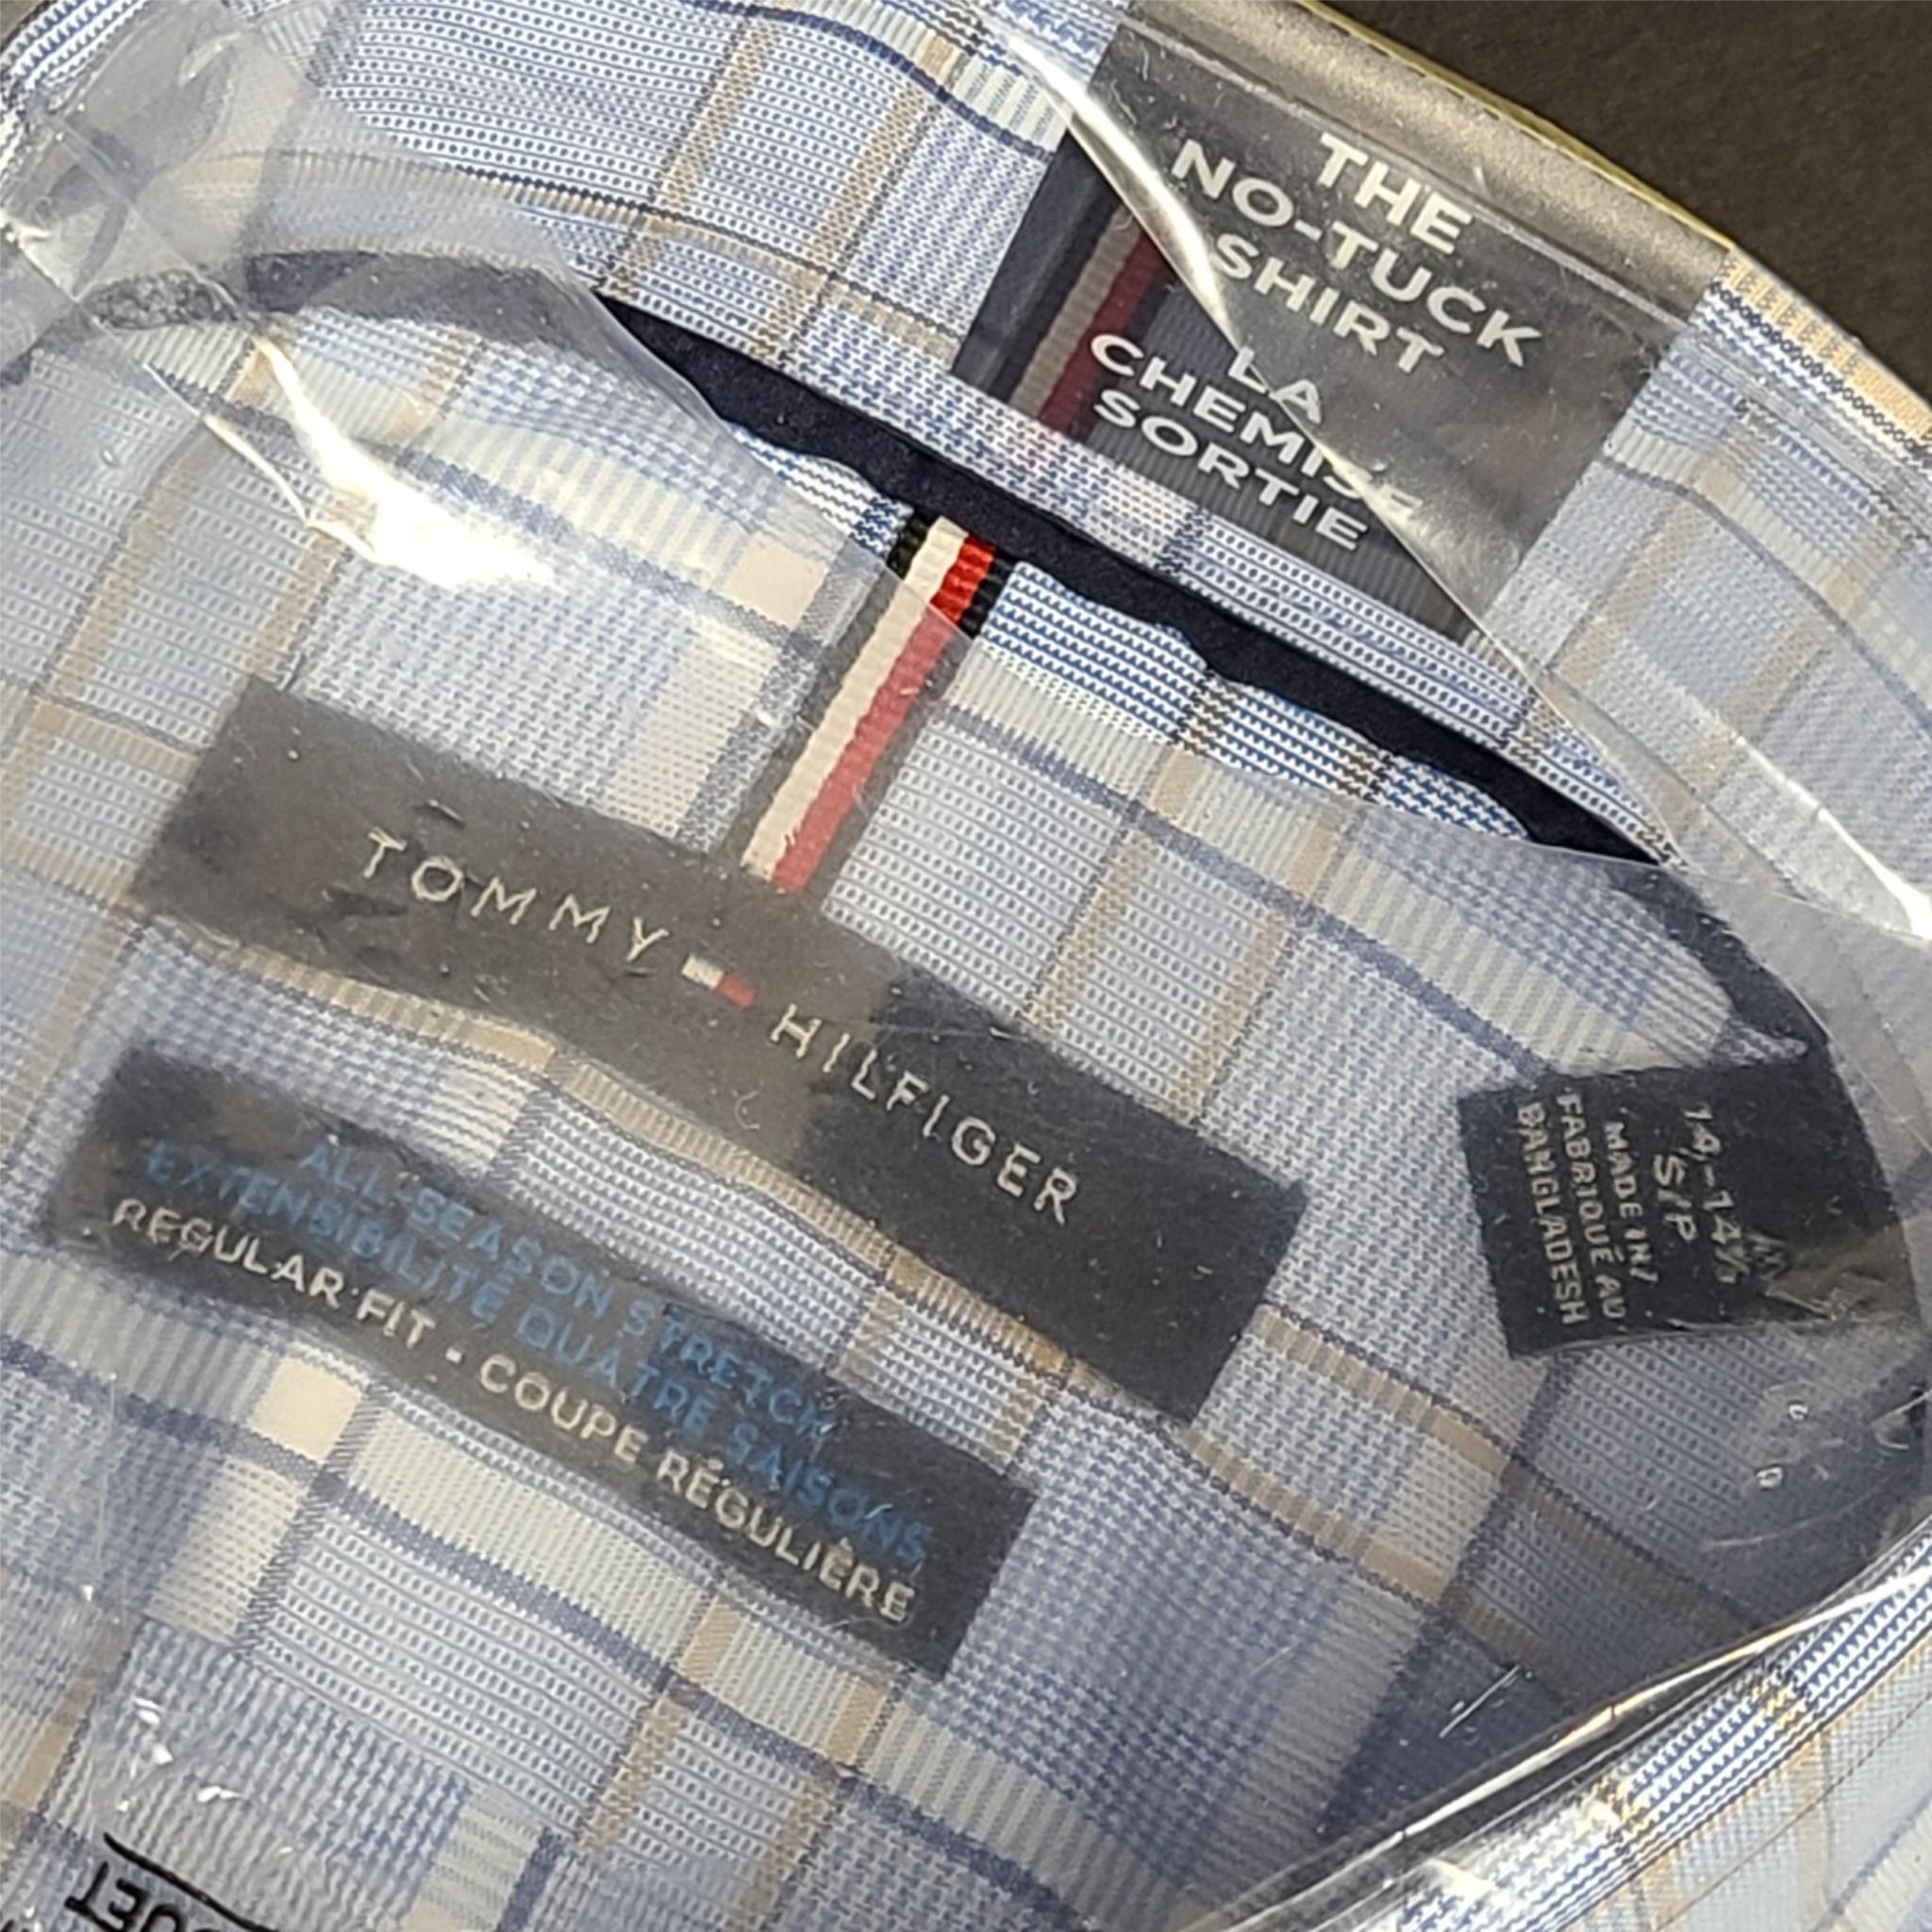 THE
NO-TUCK
SHIRT
LA
CHEMISE
SORTIE
TOMMY HILFIGER
ALL-SEASON STRETCH
EXTENSIBILITÉ QUATRE SAISONS
REGULAR FIT - COUPE RÉGULIÈRE
14-14½
S/P
MADE IN/
FABRIQUÉ AU
BANGLADESH